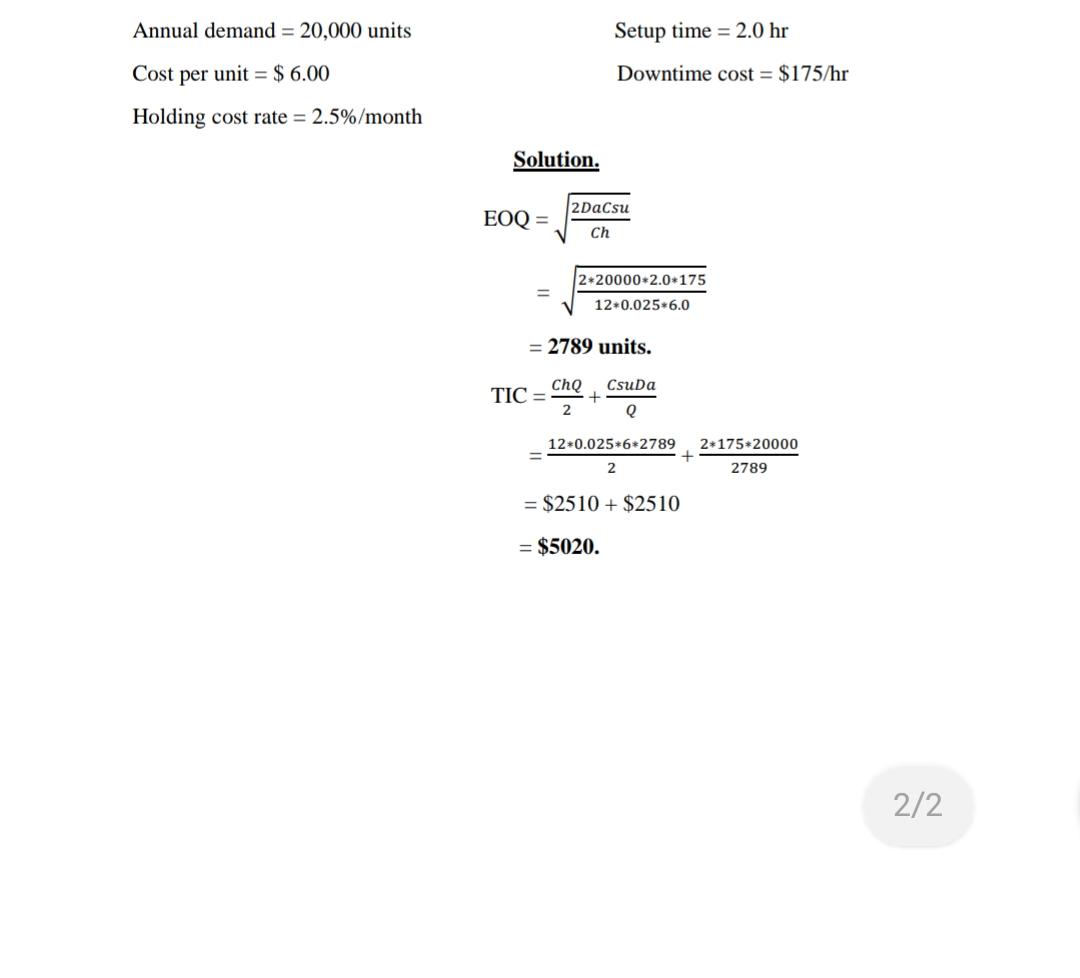 Annual demand = 20,000 units Setup time = 2.0 hr
Cost per unit = $ 6.00 Downtime cost = $175/hr
Holding cost rate = 2.5%/month
Solution.
EOQ = √(2DaCsu / Ch)
= √(2*20000*2.0*175 / 12*0.025*6.0)
= 2789 units.
TIC = ChQ / 2 + CsuDa / Q
= 12*0.025*6*2789 / 2 + 2*175*20000 / 2789
= $2510 + $2510
= $5020.
2/2